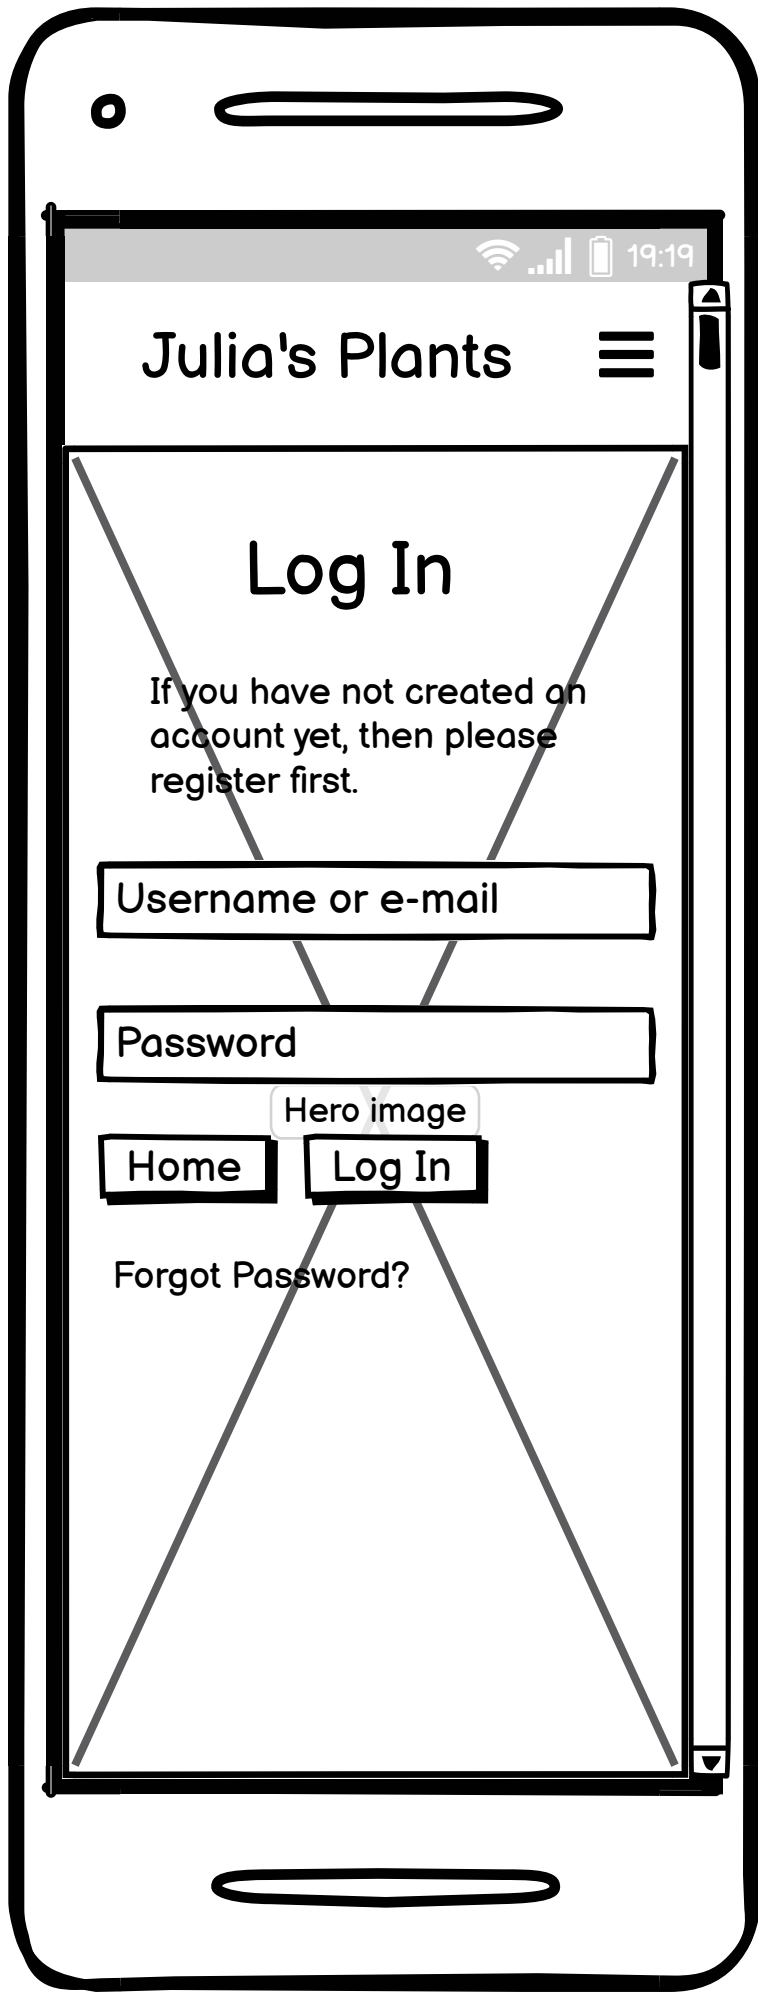 19:19
Julia's Plants
Log In
If you have not created an
account yet, then please
register first.
Username or e-mail
Password
Hero image
Home
Log In
Forgot Password?